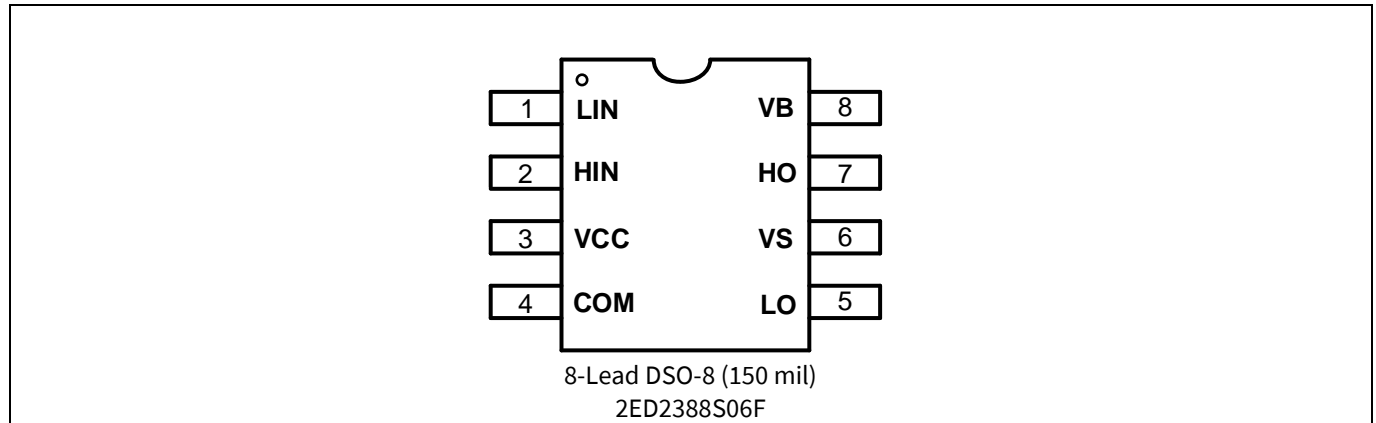 1 LIN VB 8
2 HIN HO 7
3 VCC VS 6
4 COM LO 5
8-Lead DSO-8 (150 mil)
2ED2388S06F